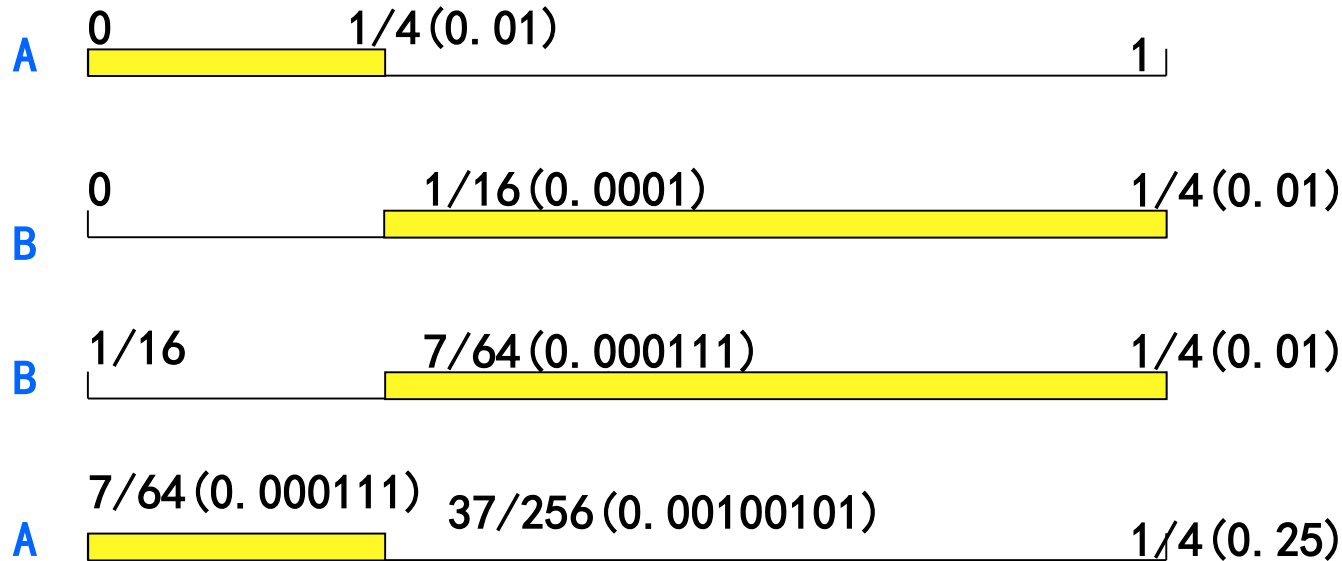 0 1/4(0.01)
A 1
0 1/16(0.0001) 1/4(0.01)
B
1/16 7/64(0.000111) 1/4(0.01)
B
7/64(0.000111) 37/256(0.00100101)
A 1/4(0.25)